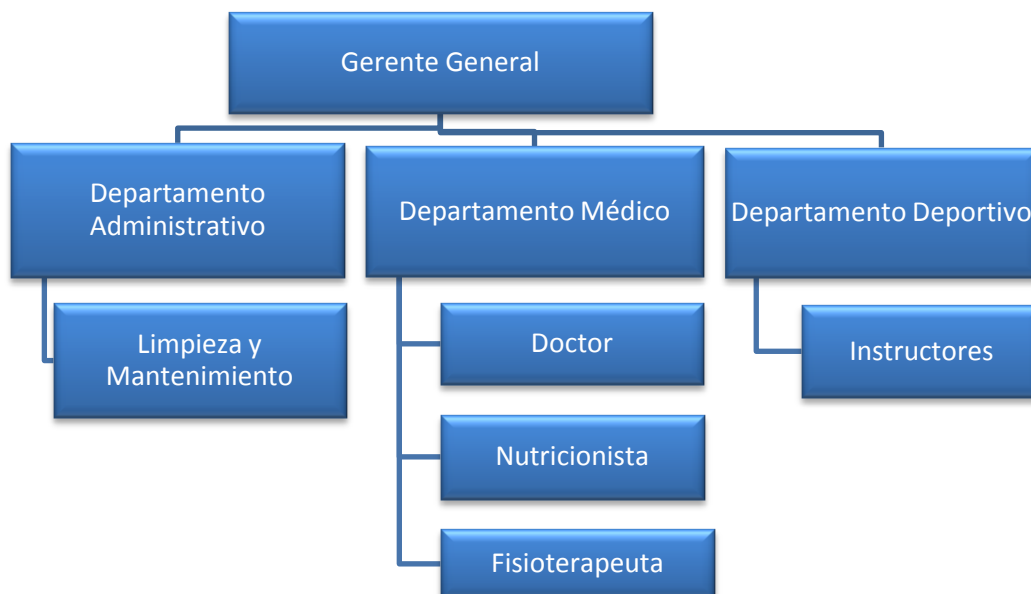 Gerente General
Departamento
Administrativo
Departamento Médico
Departamento Deportivo
Limpieza y
Mantenimiento
Doctor
Instructores
Nutricionista
Fisioterapeuta